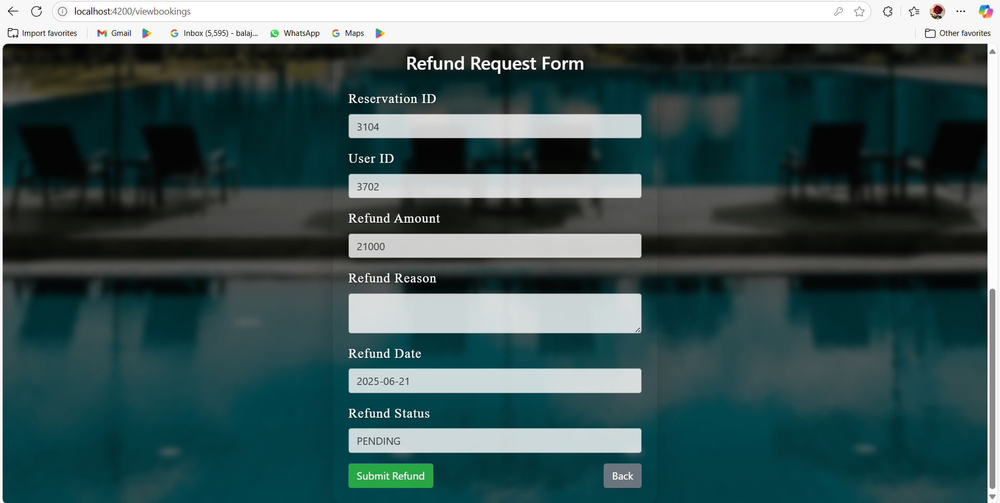 localhost:4200/viewbookings
Import favorites
Gmail
Inbox (5,595) - balaj...
WhatsApp
Maps
Other favorites
Refund Request Form
Reservation ID
3104
User ID
3702
Refund Amount
21000
Refund Reason
Refund Date
2025-06-21
Refund Status
PENDING
Submit Refund
Back